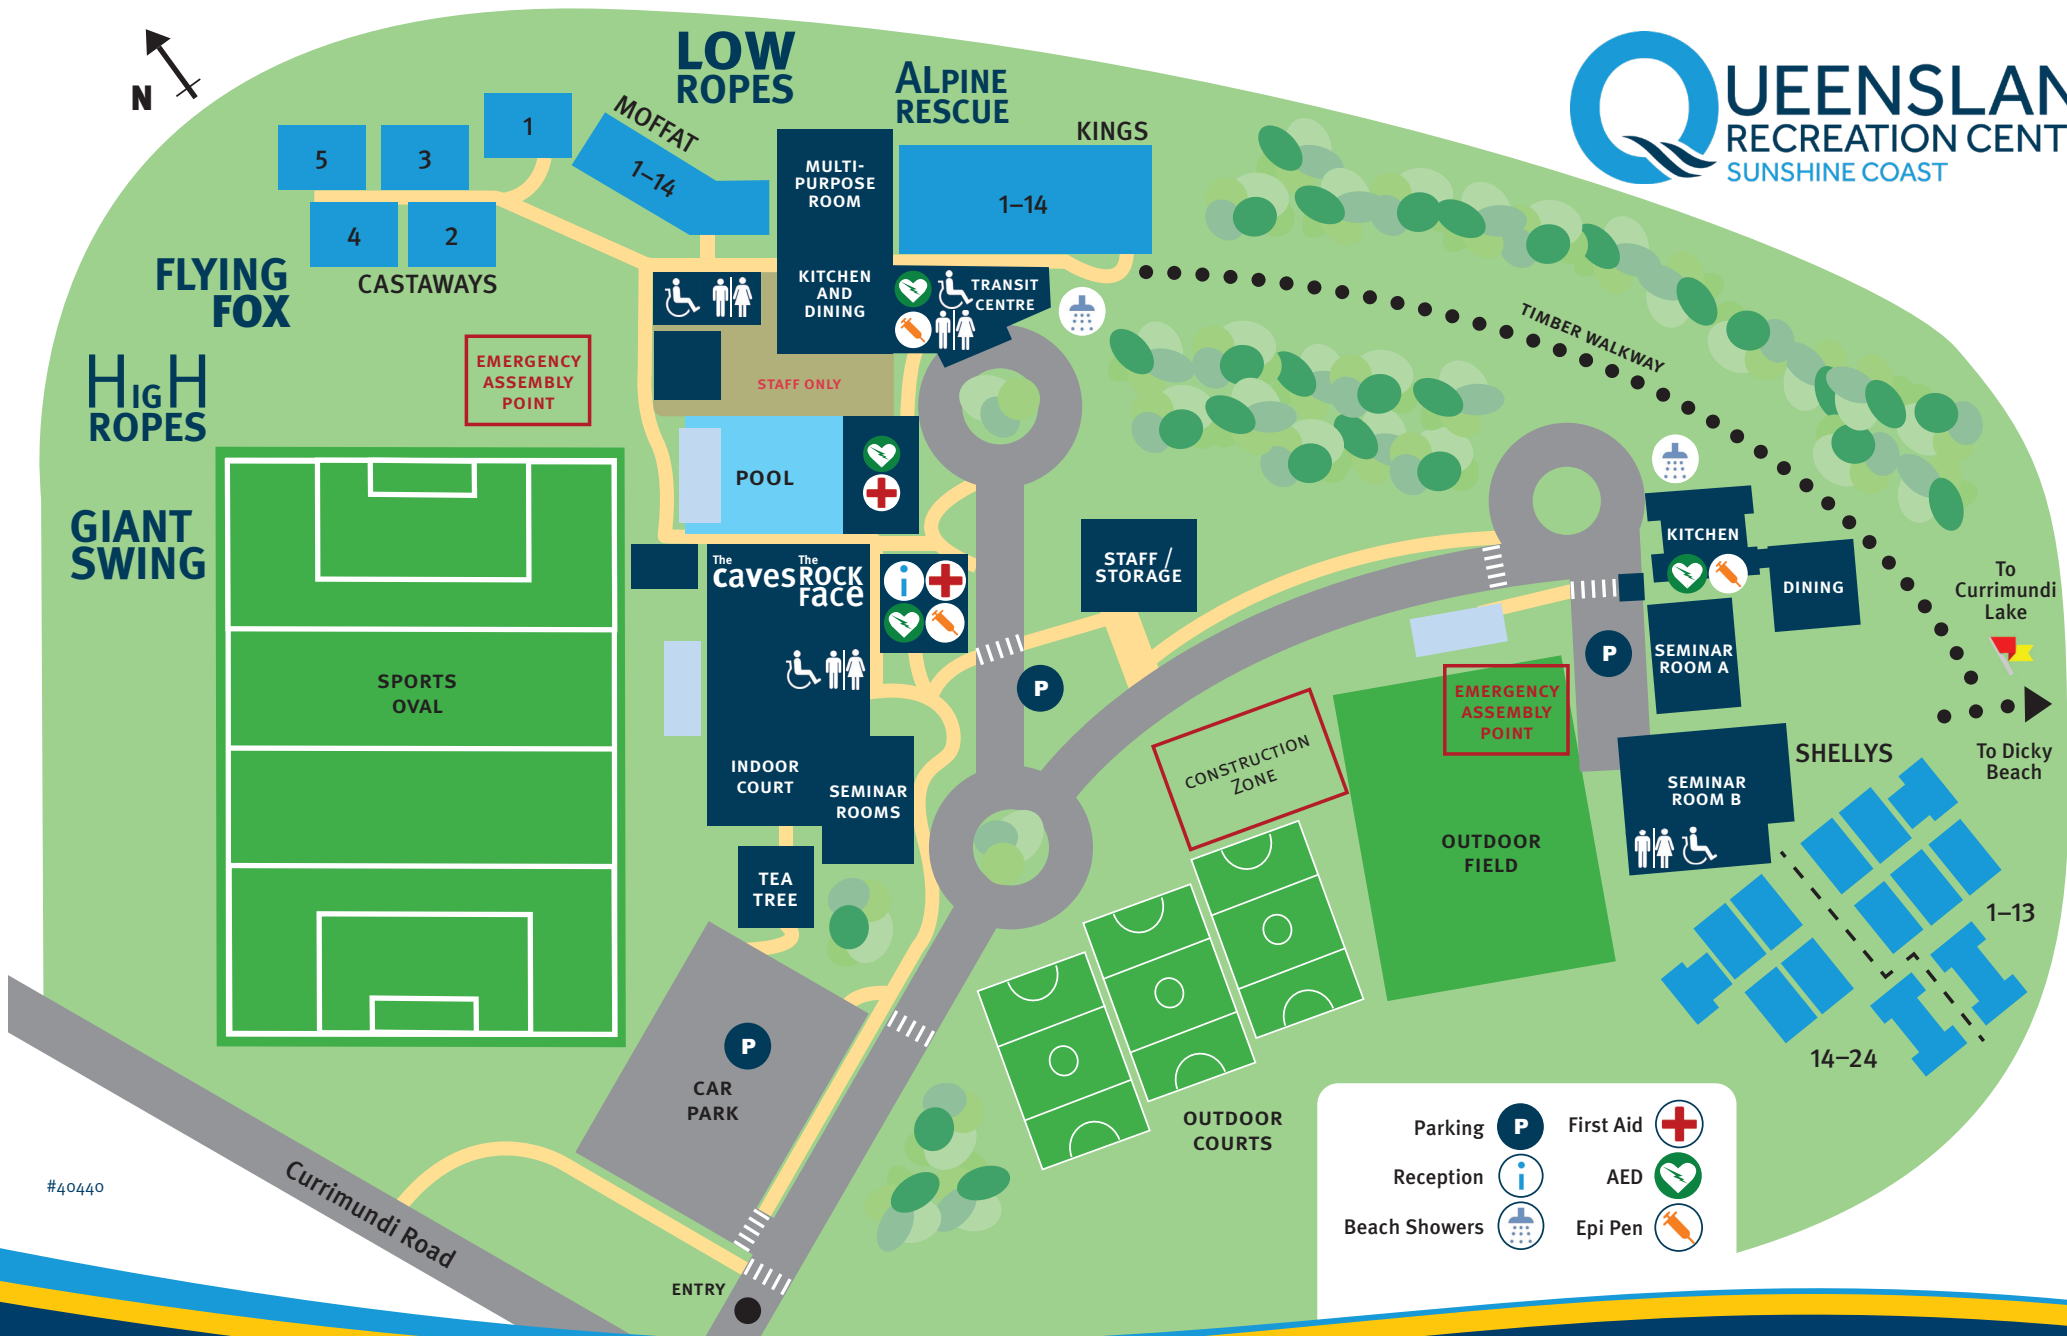 N
LOW
ROPES
ALPINE
RESCUE
UEENSLAN
RECREATION CENT
SUNSHINE COAST
MOFFAT
1–14
KINGS
1–14
5
3
1
4
2
CASTAWAYS
MULTI-
PURPOSE
ROOM
KITCHEN
AND
DINING
TRANSIT
CENTRE
FLYING
FOX
HIGH
ROPES
GIANT
SWING
EMERGENCY
ASSEMBLY
POINT
STAFF ONLY
POOL
TIMBER WALKWAY
The
caves
The
ROCK
Face
i
STAFF /
STORAGE
KITCHEN
DINING
SEMINAR
ROOM A
To
Currimundi
Lake
To Dicky
Beach
SPORTS
OVAL
P
P
EMERGENCY
ASSEMBLY
POINT
CONSTRUCTION
ZONE
INDOOR
COURT
SEMINAR
ROOMS
SEMINAR
ROOM B
SHELLYS
OUTDOOR
FIELD
TEA
TREE
1–13
14–24
P
CAR
PARK
OUTDOOR
COURTS
Currimundi Road
#40440
ENTRY
Parking
P
First Aid
Reception
i
AED
Beach Showers
Epi Pen